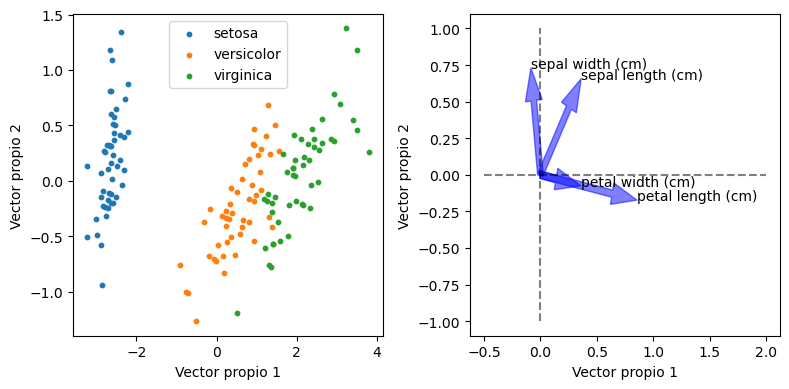 setosa
versicolor
virginica
1.5
1.0
0.5
0.0
−0.5
−1.0
Vector propio 2
−2
0
2
4
Vector propio 1
sepal width (cm)
sepal length (cm)
petal width (cm)
petal length (cm)
1.00
0.75
0.50
0.25
0.00
−0.25
−0.50
−0.75
−1.00
Vector propio 2
−0.5
0.0
0.5
1.0
1.5
2.0
Vector propio 1